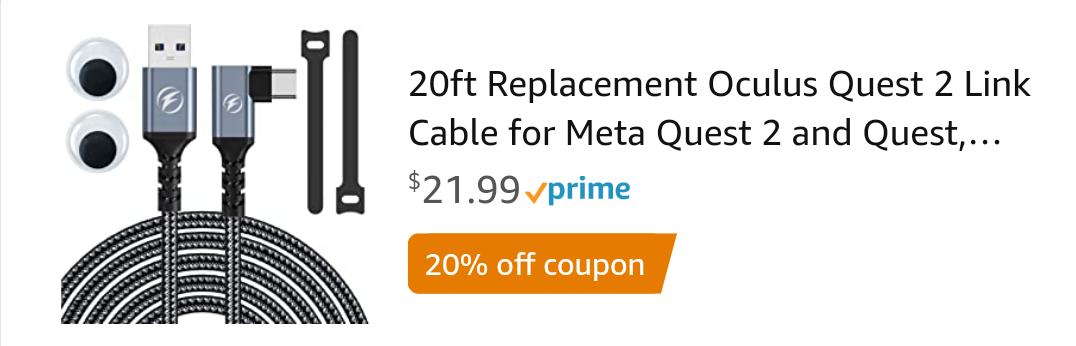 20ft Replacement Oculus Quest 2 Link
Cable for Meta Quest 2 and Quest,...
$21.99 prime
20% off coupon